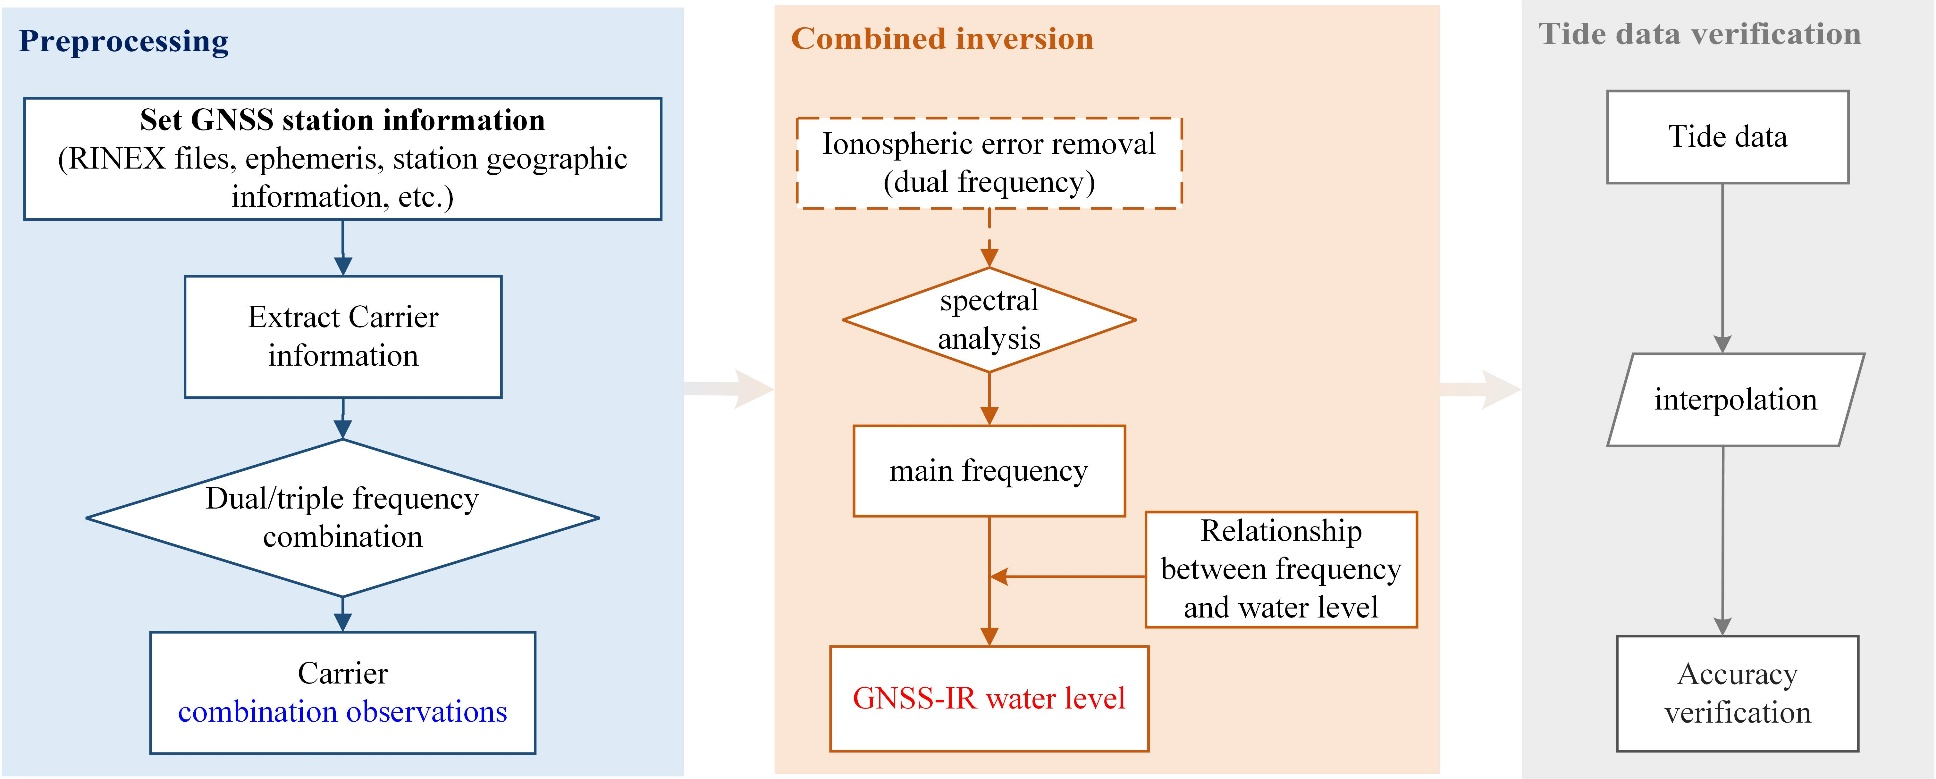 Preprocessing
Set GNSS station information
(RINEX files, ephemeris, station geographic
information, etc.)
Extract Carrier
information
Dual/triple frequency
combination
Carrier
combination observations
Combined inversion
Ionospheric error removal
(dual frequency)
spectral
analysis
main frequency
Relationship
between frequency
and water level
GNSS-IR water level
Tide data verification
Tide data
interpolation
Accuracy
verification